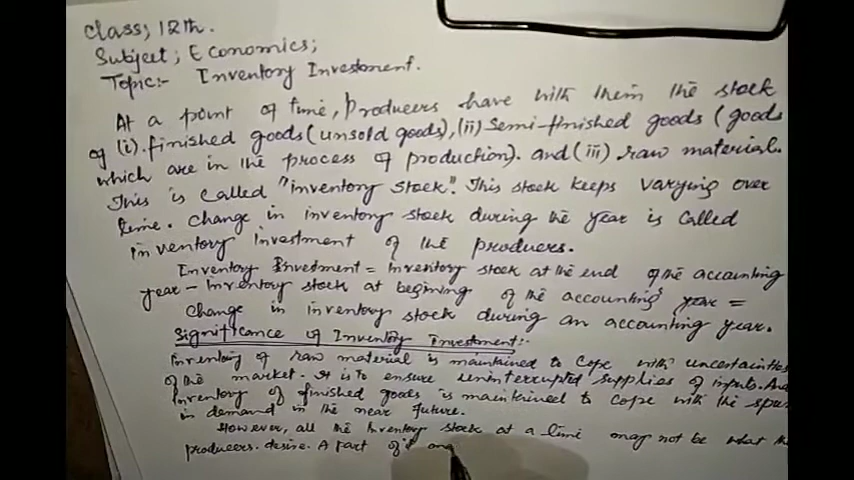 Class; 12th.
Subject; Economics;
Topic:- Inventory Investment.
At a point of time, Producers have with them the stock
of (i). finished goods (unsold goods), (ii) Semi-finished goods (goods
which are in the process of production). and (iii). raw material.
This is called "inventory stock". This stock keeps varying over
time. Change in inventory stock during the year is called
inventory investment of the producers.
Inventory Investment = Inventory stock at the end of the accounting
year - Inventory stock at begining of the accounting year =
Change in inventory stock during an accounting year.
Significance of Inventory Investment:-
Inventory of raw material is maintained to Cope with uncertainties
of the market. It is to ensure uninterrupted supplies of inputs. And
Inventory of finished goods is maintained to cope with the
in demand in the near future.
However, all the Inventory stock at a time may not be what
producers desire. A part of it